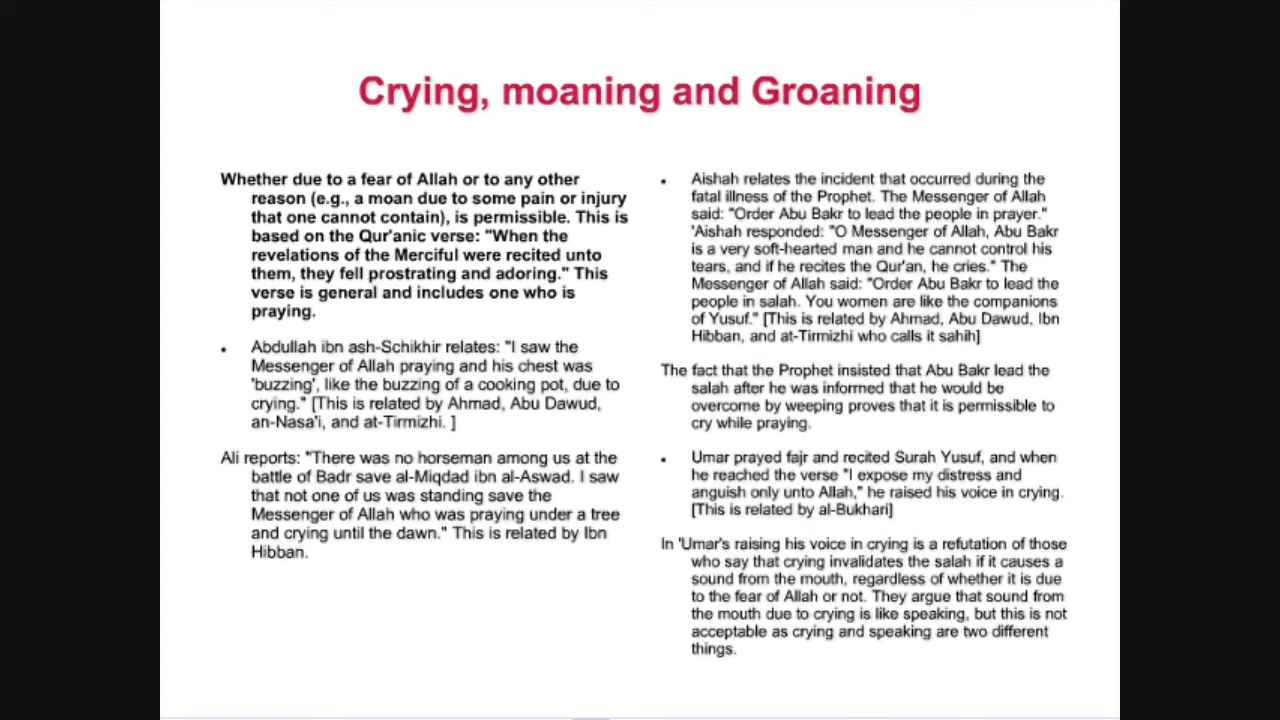 Crying, moaning and Groaning
Whether due to a fear of Allah or to any other
reason (e.g., a moan due to some pain or injury
that one cannot contain), is permissible. This is
based on the Qur'anic verse: "When the
revelations of the Merciful were recited unto
them, they fell prostrating and adoring." This
verse is general and includes one who is
praying.
• Abdullah ibn ash-Schikhir relates: "I saw the
Messenger of Allah praying and his chest was
'buzzing', like the buzzing of a cooking pot, due to
crying." [This is related by Ahmad, Abu Dawud,
an-Nasa'i, and at-Tirmizhi. ]
Ali reports: "There was no horseman among us at the
battle of Badr save al-Miqdad ibn al-Aswad. I saw
that not one of us was standing save the
Messenger of Allah who was praying under a tree
and crying until the dawn." This is related by Ibn
Hibban.
• Aishah relates the incident that occurred during the
fatal illness of the Prophet. The Messenger of Allah
said: "Order Abu Bakr to lead the people in prayer."
'Aishah responded: "O Messenger of Allah, Abu Bakr
is a very soft-hearted man and he cannot control his
tears, and if he recites the Qur'an, he cries." The
Messenger of Allah said: "Order Abu Bakr to lead the
people in salah. You women are like the companions
of Yusuf." [This is related by Ahmad, Abu Dawud, Ibn
Hibban, and at-Tirmizhi who calls it sahih]
The fact that the Prophet insisted that Abu Bakr lead the
salah after he was informed that he would be
overcome by weeping proves that it is permissible to
cry while praying.
• Umar prayed fajr and recited Surah Yusuf, and when
he reached the verse "I expose my distress and
anguish only unto Allah," he raised his voice in crying.
[This is related by al-Bukhari]
In 'Umar's raising his voice in crying is a refutation of those
who say that crying invalidates the salah if it causes a
sound from the mouth, regardless of whether it is due
to the fear of Allah or not. They argue that sound from
the mouth due to crying is like speaking, but this is not
acceptable as crying and speaking are two different
things.